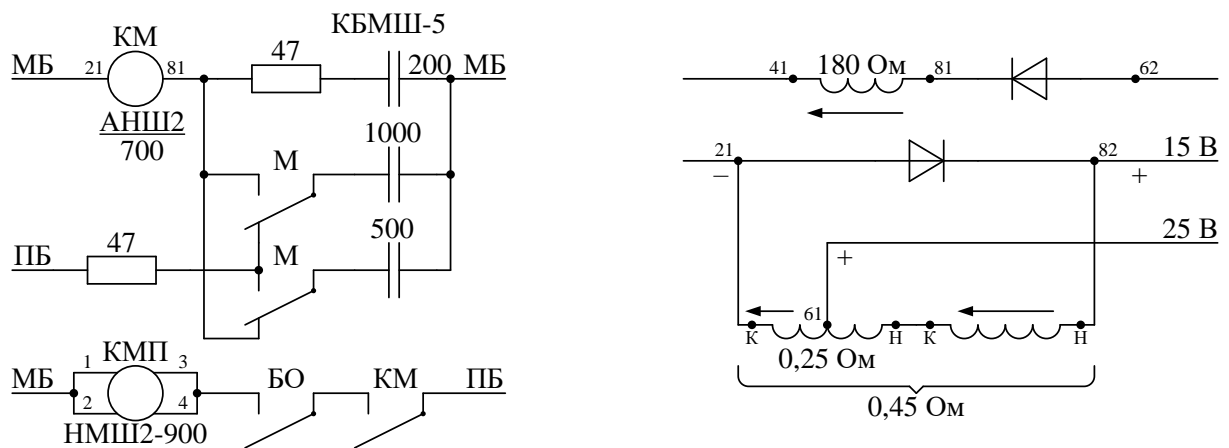 КБМШ-5
КМ
47
МБ
21
81
200
МБ
АНШ2
700
1000
М
500
47
М
ПБ
КМП
1
3
БО
КМ
ПБ
МБ
2
4
НМШ2-900
41
180 Ом
81
62
21
82
15 В
–
+
25 В
+
61
К
Н
К
Н
0,25 Ом
0,45 Ом